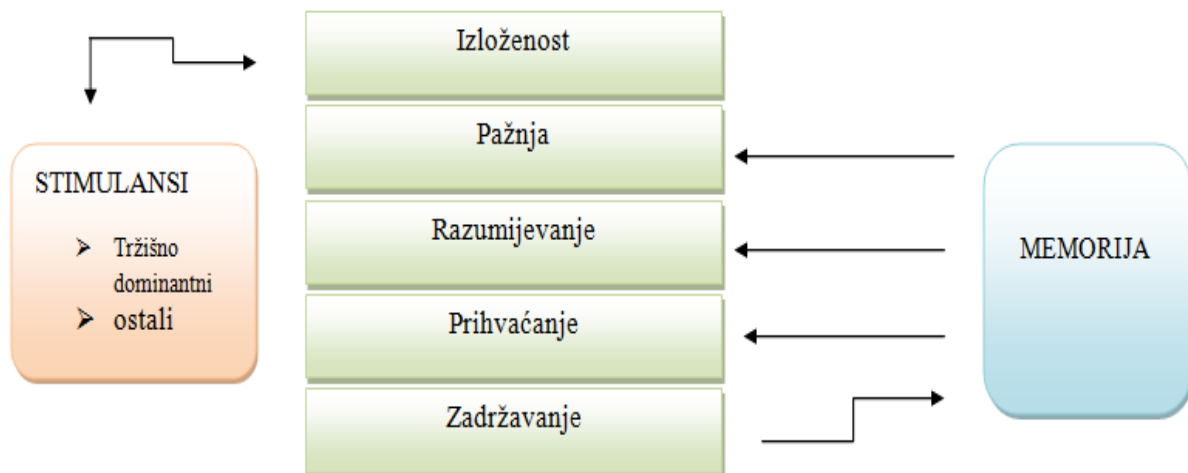 Izloženost
Pažnja
STIMULANSI
Tržišno
dominantni
ostali
Razumijevanje
MEMORIJA
Prihvaćanje
Zadržavanje